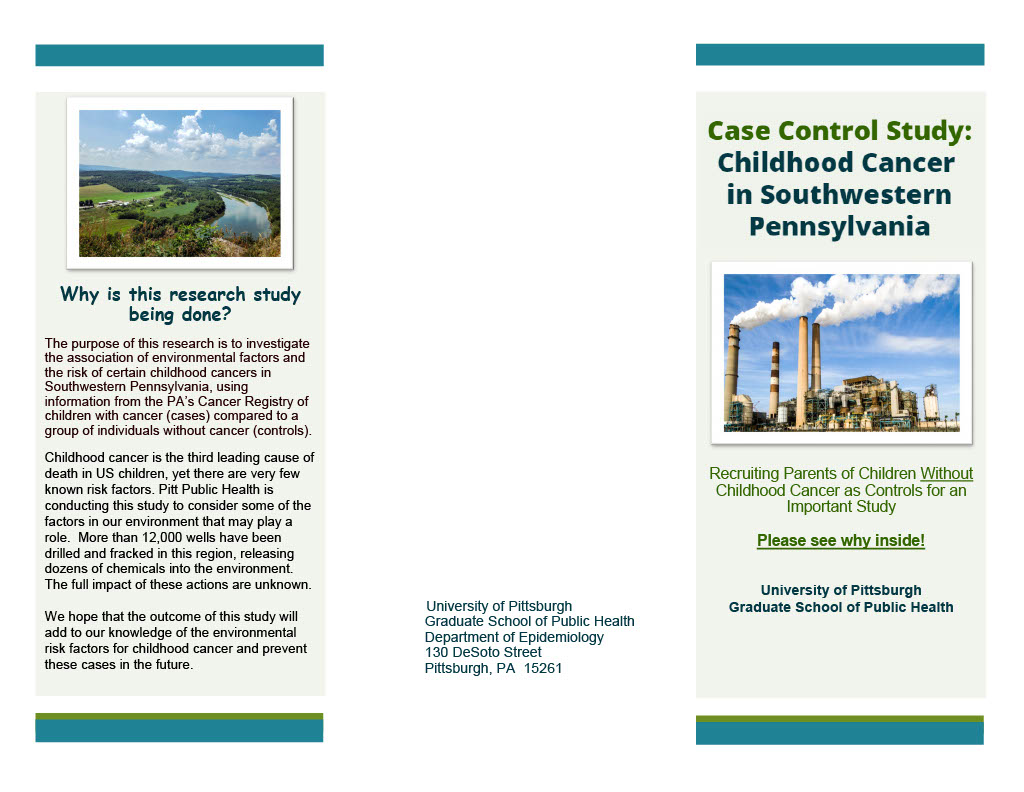 Why is this research study
being done?
The purpose of this research is to investigate
the association of environmental factors and
the risk of certain childhood cancers in
Southwestern Pennsylvania, using
information from the PA's Cancer Registry of
children with cancer (cases) compared to a
group of individuals without cancer (controls).
Childhood cancer is the third leading cause of
death in US children, yet there are very few
known risk factors. Pitt Public Health is
conducting this study to consider some of the
factors in our environment that may play a
role.  More than 12,000 wells have been
drilled and fracked in this region, releasing
dozens of chemicals into the environment.
The full impact of these actions are unknown.
We hope that the outcome of this study will
add to our knowledge of the environmental
risk factors for childhood cancer and prevent
these cases in the future.
University of Pittsburgh
Graduate School of Public Health
Department of Epidemiology
130 DeSoto Street
Pittsburgh, PA  15261
Case Control Study:
Childhood Cancer
in Southwestern
Pennsylvania
Recruiting Parents of Children Without
Childhood Cancer as Controls for an
Important Study
Please see why inside!
University of Pittsburgh
Graduate School of Public Health